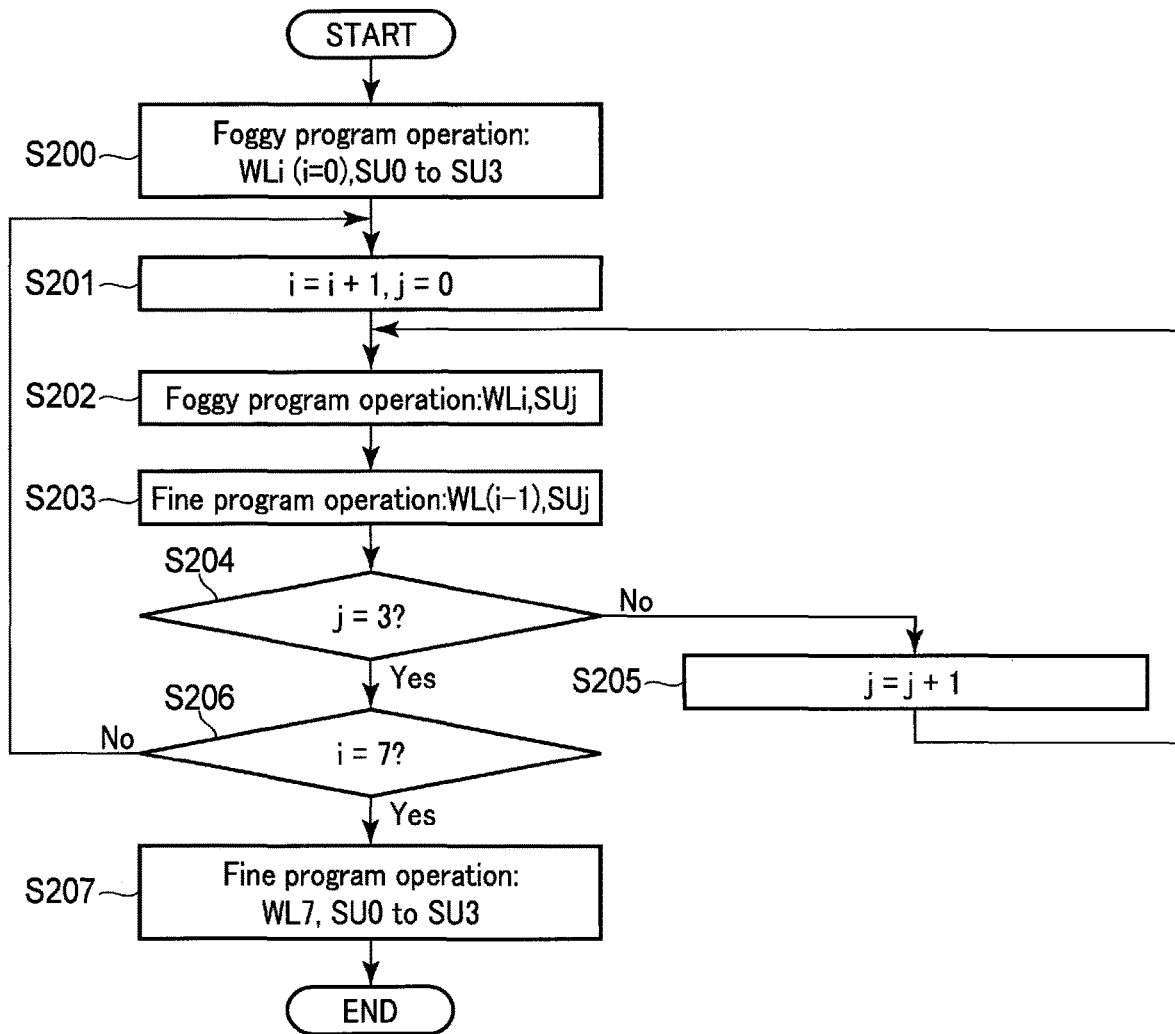 START
S200
Foggy program operation:
WLi (i=0),SU0 to SU3
S201
i = i + 1, j = 0
S202
Foggy program operation:WLi,SUj
S203
Fine program operation:WL(i-1),SUj
S204
j = 3?
No
Yes
S205
j = j + 1
S206
i = 7?
No
Yes
S207
Fine program operation:
WL7, SU0 to SU3
END